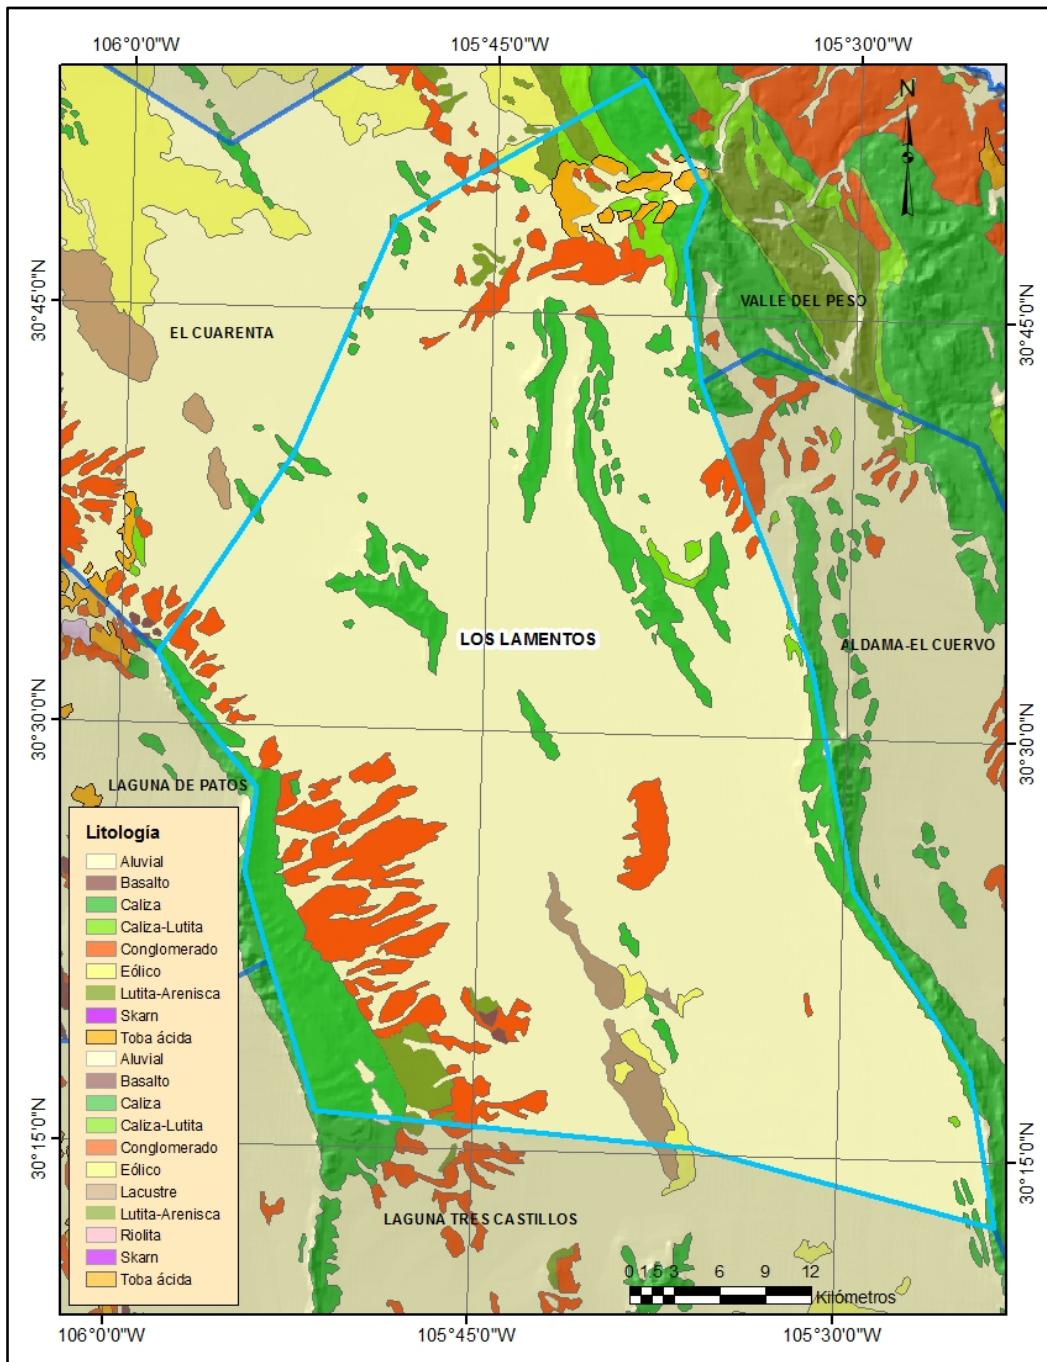 106°0'0"W
105°45'0"W
105°30'0"W
N
30°45'0"N
30°45'0"N
VALLE DEL PESO
EL CUARENTA
LOS LAMENTOS
ALDAMA-EL CUERVO
30°30'0"N
30°30'0"N
LAGUNA DE PATOS
Litología
Aluvial
Basalto
Caliza
Caliza-Lutita
Conglomerado
Eólico
Lutita-Arenisca
Skarn
Toba ácida
Aluvial
Basalto
Caliza
Caliza-Lutita
Conglomerado
Eólico
Lacustre
Lutita-Arenisca
Riolita
Skarn
Toba ácida
30°15'0"N
30°15'0"N
LAGUNA TRES CASTILLOS
0 1.5 3 6 9 12
Kilómetros
106°0'0"W
105°45'0"W
105°30'0"W